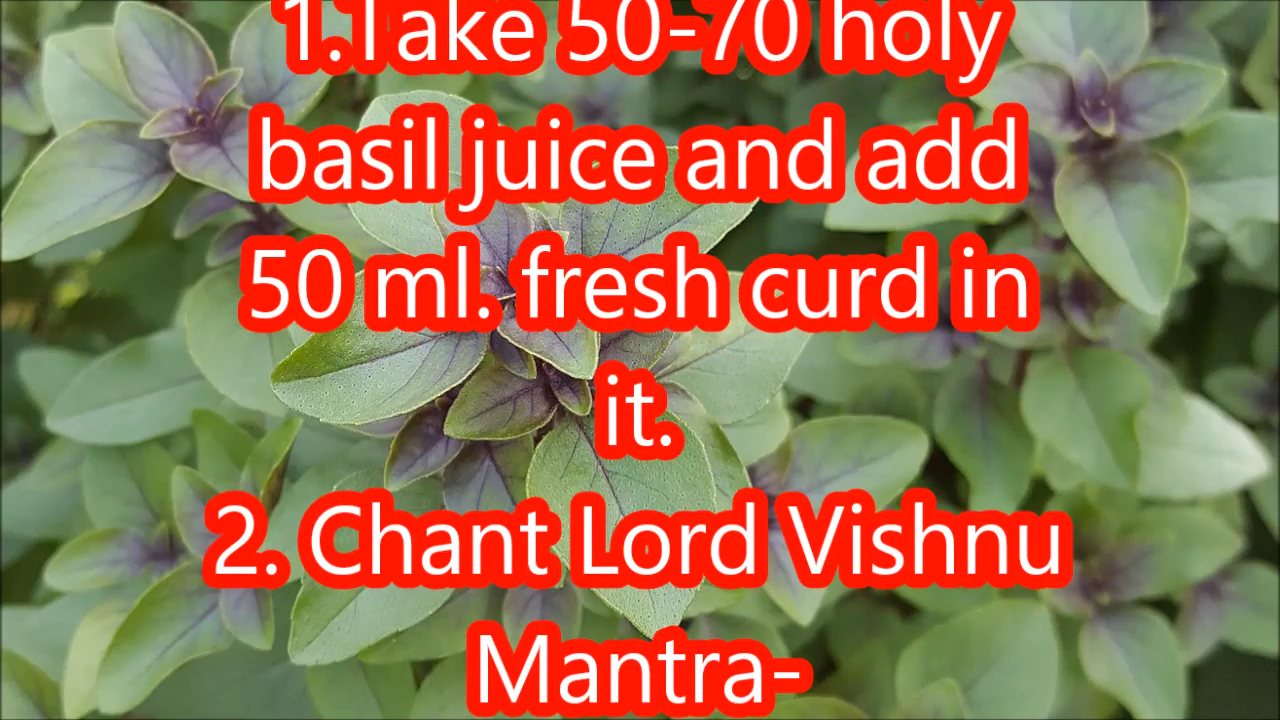 1.Take 50-70 holy
basil juice and add
50 ml. fresh curd in
it.
2. Chant Lord Vishnu
Mantra-